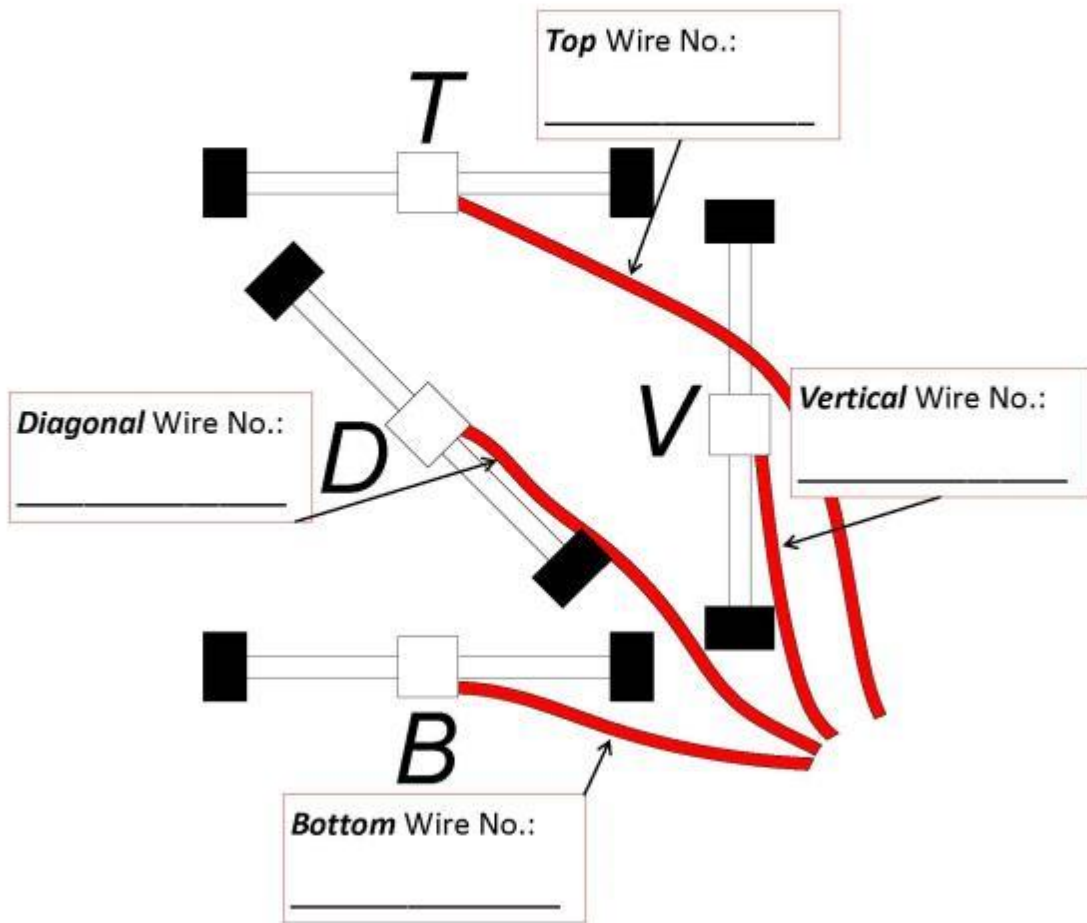 Top Wire No.:
T
Diagonal Wire No.:
D
V
Vertical Wire No.:
B
Bottom Wire No.: